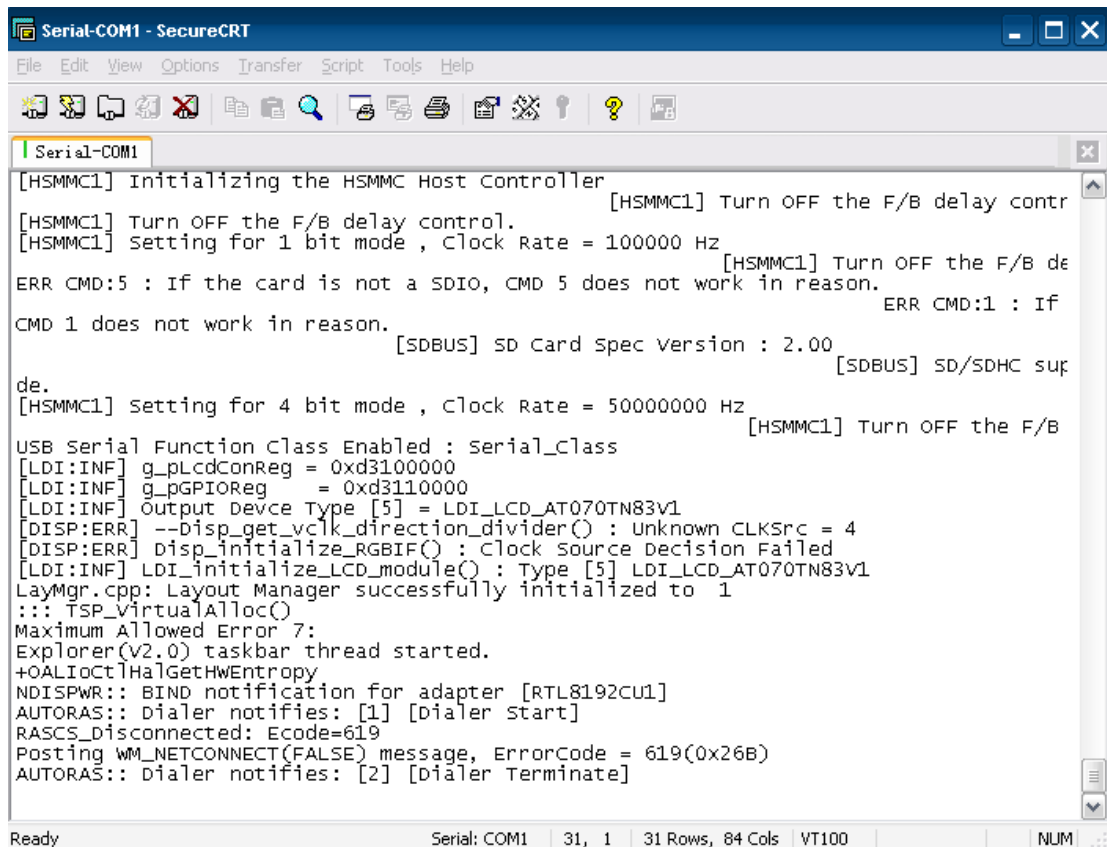 Serial-COM1 - SecureCRT
File Edit View Options Transfer Script Tools Help
Serial-COM1
[HSMMC1] Initializing the HSMMC Host Controller
[HSMMC1] Turn OFF the F/B delay contr
[HSMMC1] Turn OFF the F/B delay control.
[HSMMC1] Setting for 1 bit mode , Clock Rate = 100000 Hz
[HSMMC1] Turn OFF the F/B de
ERR CMD:5 : If the card is not a SDIO, CMD 5 does not work in reason.
ERR CMD:1 : If
CMD 1 does not work in reason.
[SDBUS] SD Card Spec Version : 2.00
[SDBUS] SD/SDHC sup
de.
[HSMMC1] Setting for 4 bit mode , Clock Rate = 50000000 Hz
[HSMMC1] Turn OFF the F/B
USB Serial Function Class Enabled : Serial_Class
[LDI:INF] g_pLcdConReg = 0xd3100000
[LDI:INF] g_pGPIOReg    = 0xd3110000
[LDI:INF] Output Devce Type [5] = LDI_LCD_AT070TN83V1
[DISP:ERR] --Disp_get_vclk_direction_divider() : Unknown CLKSrc = 4
[DISP:ERR] Disp_initialize_RGBIF() : Clock Source Decision Failed
[LDI:INF] LDI_initialize_LCD_module() : Type [5] LDI_LCD_AT070TN83V1
LayMgr.cpp: Layout Manager successfully initialized to  1
::: TSP_VirtualAlloc()
Maximum Allowed Error 7:
Explorer(v2.0) taskbar thread started.
+OALIoCtlHalGetHWEntropy
NDISPWR:: BIND notification for adapter [RTL8192CU1]
AUTORAS:: Dialer notifies: [1] [Dialer Start]
RASCS_Disconnected: Ecode=619
Posting WM_NETCONNECT(FALSE) message, ErrorCode = 619(0x26B)
AUTORAS:: Dialer notifies: [2] [Dialer Terminate]
Ready Serial: COM1 31, 1 31 Rows, 84 Cols VT100 NUM